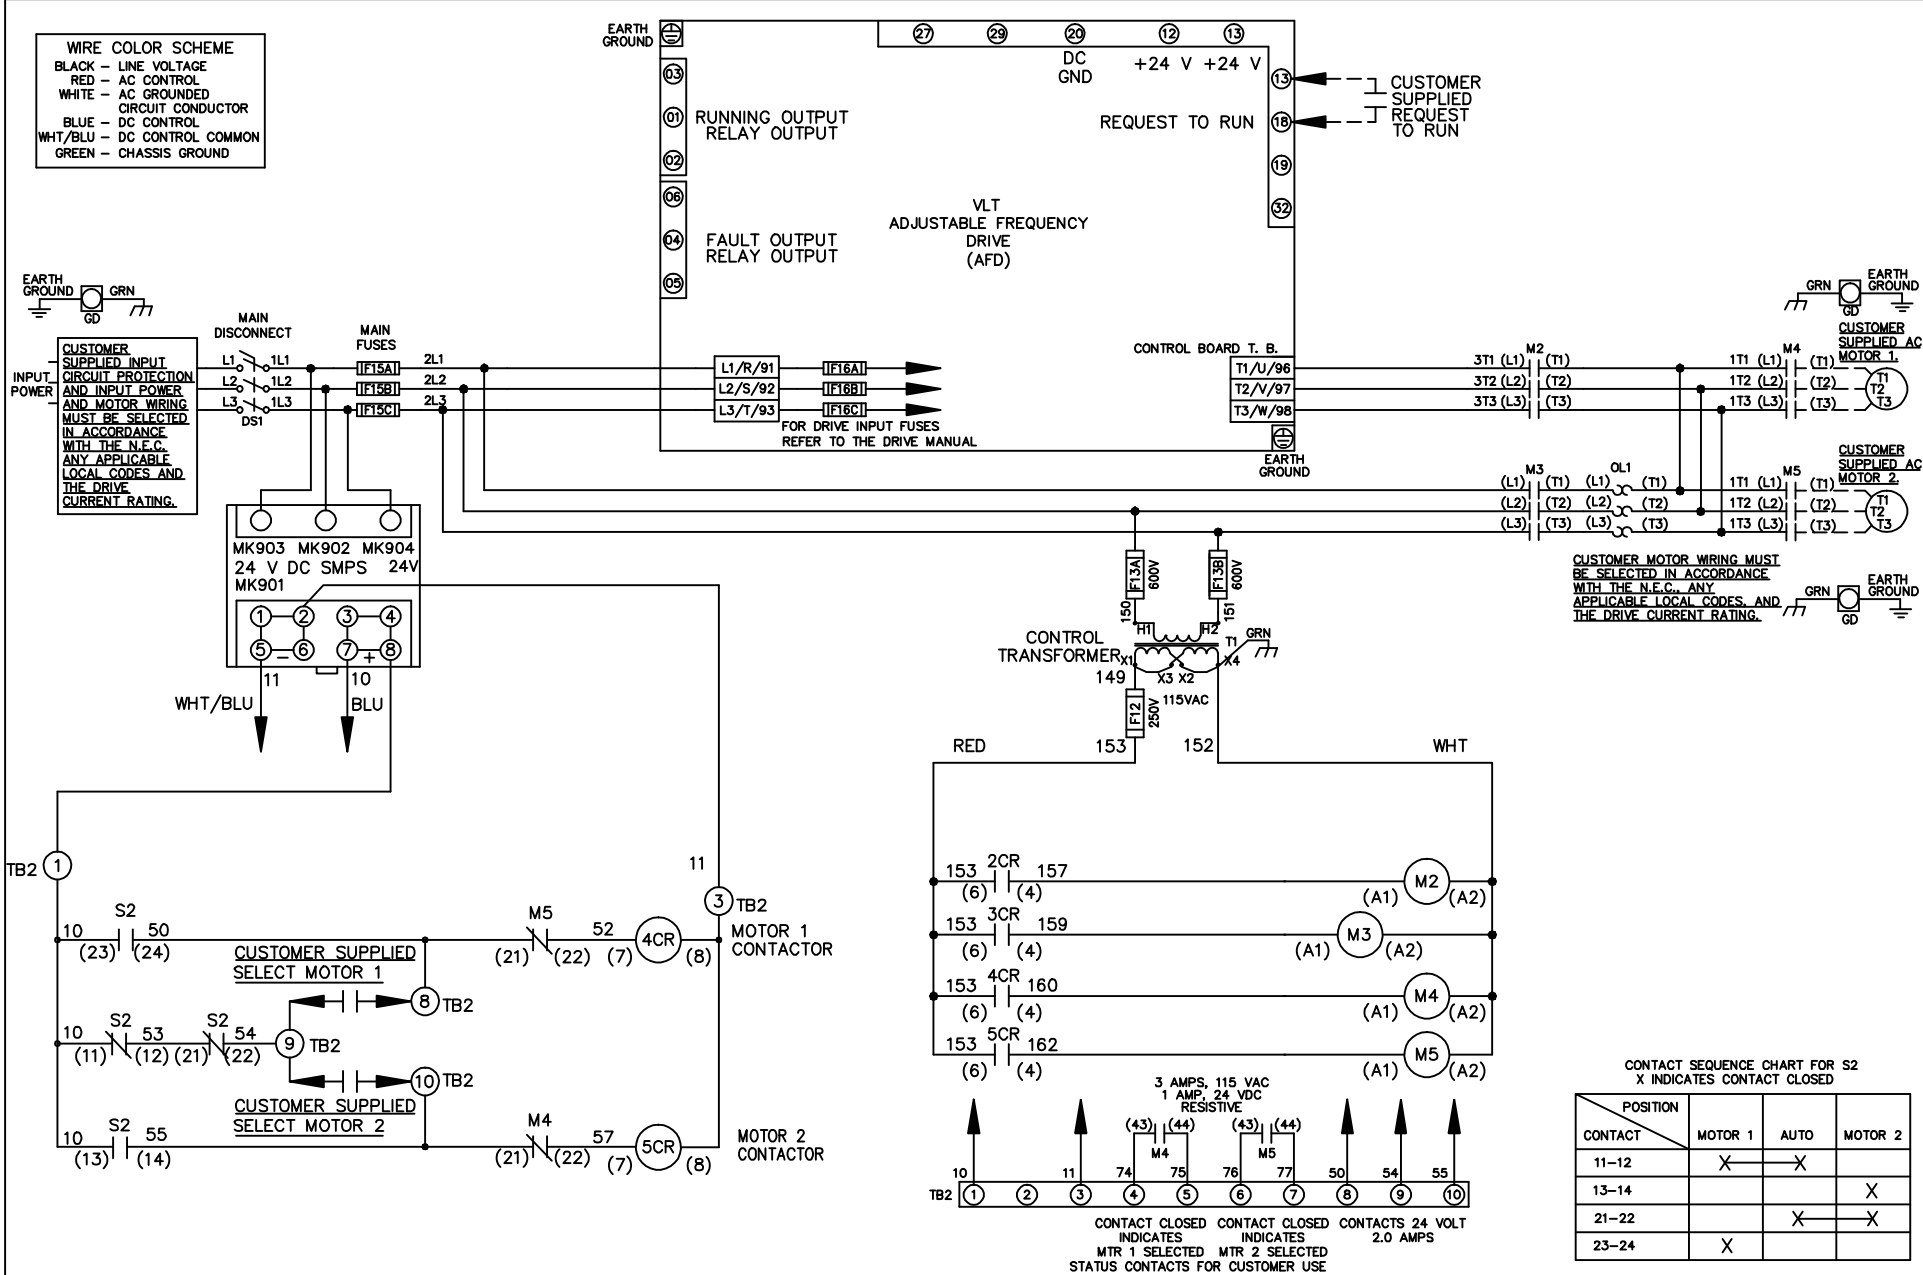 WIRE COLOR SCHEME
BLACK – LINE VOLTAGE
RED – AC CONTROL
WHITE – AC GROUNDED
CIRCUIT CONDUCTOR
BLUE – DC CONTROL
WHT/BLU – DC CONTROL COMMON
GREEN – CHASSIS GROUND
EARTH
GROUND
27 29 20 12 13
DC
GND
+24 V +24 V
03
01
02
RUNNING OUTPUT
RELAY OUTPUT
06
04
05
FAULT OUTPUT
RELAY OUTPUT
VLT
ADJUSTABLE FREQUENCY
DRIVE
(AFD)
REQUEST TO RUN
13
18
19
32
CUSTOMER
SUPPLIED
REQUEST
TO RUN
EARTH
GROUND
GRN
GD
INPUT
POWER
CUSTOMER
SUPPLIED INPUT
CIRCUIT PROTECTION
AND INPUT POWER
AND MOTOR WIRING
MUST BE SELECTED
IN ACCORDANCE
WITH THE N.E.C.
ANY APPLICABLE
LOCAL CODES AND
THE DRIVE
CURRENT RATING.
MAIN
DISCONNECT
L1 1L1
L2 1L2
L3 1L3
DS1
MAIN
FUSES
F15A 2L1
F15B 2L2
F15C 2L3
L1/R/91 F16A
L2/S/92 F16B
L3/T/93 F16C
FOR DRIVE INPUT FUSES
REFER TO THE DRIVE MANUAL
CONTROL BOARD T. B.
T1/U/96
T2/V/97
T3/W/98
EARTH
GROUND
M2
3T1 (L1) (T1)
3T2 (L2) (T2)
3T3 (L3) (T3)
M4
1T1 (L1) (T1)
1T2 (L2) (T2)
1T3 (L3) (T3)
GRN
GD
EARTH
GROUND
CUSTOMER
SUPPLIED AC
MOTOR 1.
T1
T2
T3
M3 OL1
(L1) (T1) (L1) (T1)
(L2) (T2) (L2) (T2)
(L3) (T3) (L3) (T3)
M5
1T1 (L1) (T1)
1T2 (L2) (T2)
1T3 (L3) (T3)
CUSTOMER
SUPPLIED AC
MOTOR 2.
T1
T2
T3
CUSTOMER MOTOR WIRING MUST
BE SELECTED IN ACCORDANCE
WITH THE N.E.C., ANY
APPLICABLE LOCAL CODES, AND
THE DRIVE CURRENT RATING.
GRN
GD
EARTH
GROUND
MK903 MK902 MK904
24 V DC SMPS 24V
MK901
1 2 3 4
5 – 6 7 + 8
11 10
WHT/BLU BLU
F13A
600V
F13B
600V
150 151
H1 H2
T1
GRN
CONTROL
TRANSFORMER
X1 X3 X2 X4
149
115VAC
F12
250V
153 152
RED WHT
TB2 1
11
3 TB2
10 S2 50
(23) (24)
M5
(21) (22)
52
(7) 4CR (8)
MOTOR 1
CONTACTOR
CUSTOMER SUPPLIED
SELECT MOTOR 1
8 TB2
10 S2 53 S2 54
(11) (12) (21) (22)
9 TB2
10 TB2
CUSTOMER SUPPLIED
SELECT MOTOR 2
10 S2 55
(13) (14)
M4
(21) (22)
57
(7) 5CR (8)
MOTOR 2
CONTACTOR
153 2CR 157
(6) (4)
(A1) M2 (A2)
153 3CR 159
(6) (4)
(A1) M3 (A2)
153 4CR 160
(6) (4)
(A1) M4 (A2)
153 5CR 162
(6) (4)
(A1) M5 (A2)
3 AMPS, 115 VAC
1 AMP, 24 VDC
RESISTIVE
(43) (44) (43) (44)
M4 M5
10 11 74 75 76 77 50 54 55
TB2 1 2 3 4 5 6 7 8 9 10
CONTACT CLOSED
INDICATES
MTR 1 SELECTED
CONTACT CLOSED
INDICATES
MTR 2 SELECTED
STATUS CONTACTS FOR CUSTOMER USE
CONTACTS 24 VOLT
2.0 AMPS
CONTACT SEQUENCE CHART FOR S2
X INDICATES CONTACT CLOSED
POSITION
CONTACT MOTOR 1 AUTO MOTOR 2
11–12 X X
13–14 X
21–22 X X
23–24 X